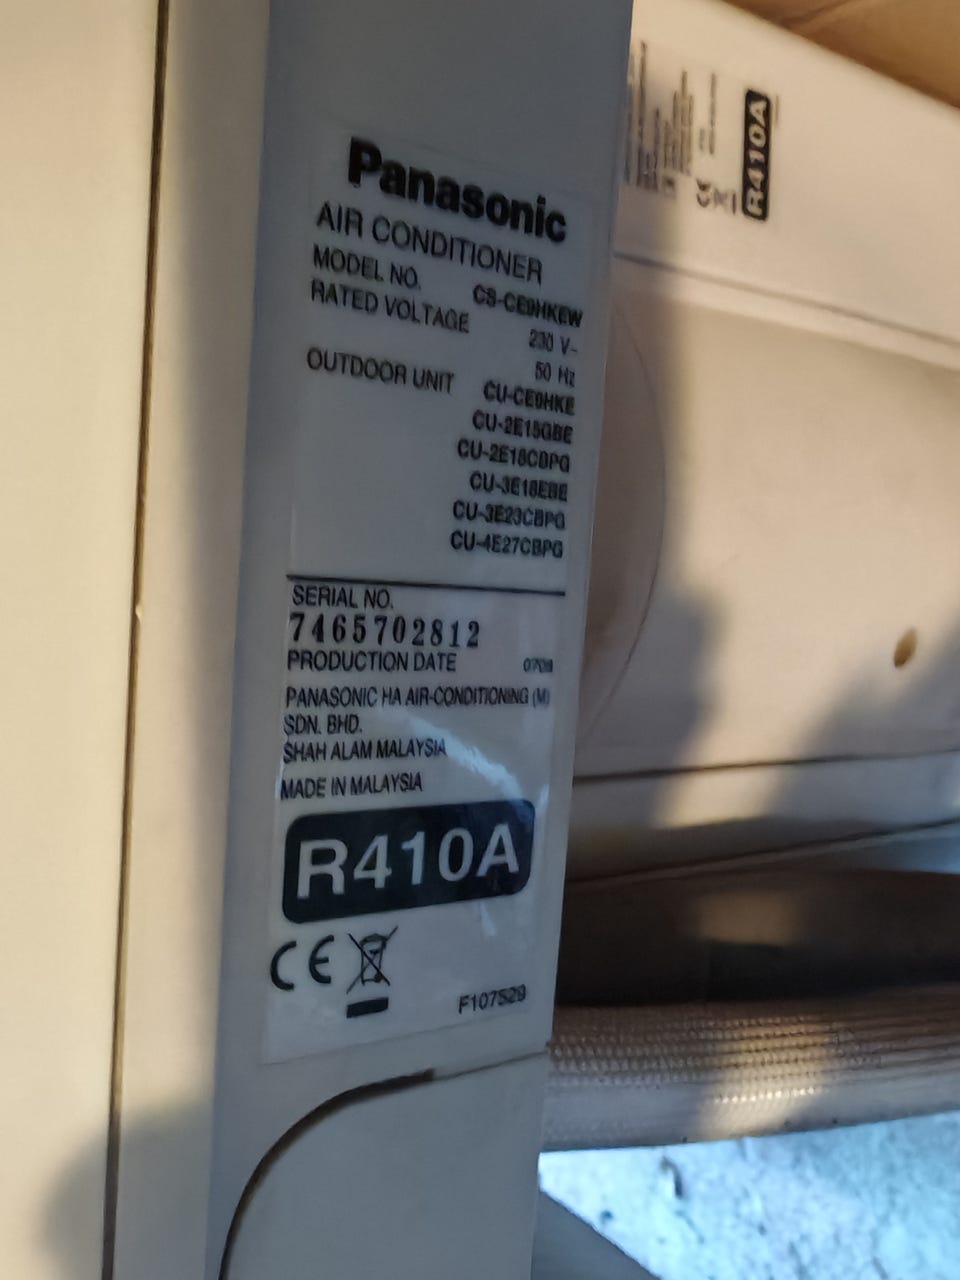 Panasonic
AIR CONDITIONER
MODEL NO. CS-CE9HKEW
RATED VOLTAGE 230 V~
50 Hz
OUTDOOR UNIT CU-CE9HKE
CU-2E15GBE
CU-2E18CBPG
CU-3E18EBE
CU-3E23CBPG
CU-4E27CBPG
SERIAL NO.
7465702812
PRODUCTION DATE
PANASONIC HA AIR-CONDITIONING (M)
SDN. BHD.
SHAH ALAM MALAYSIA
MADE IN MALAYSIA
R410A
CE
F107529
R410A
CE